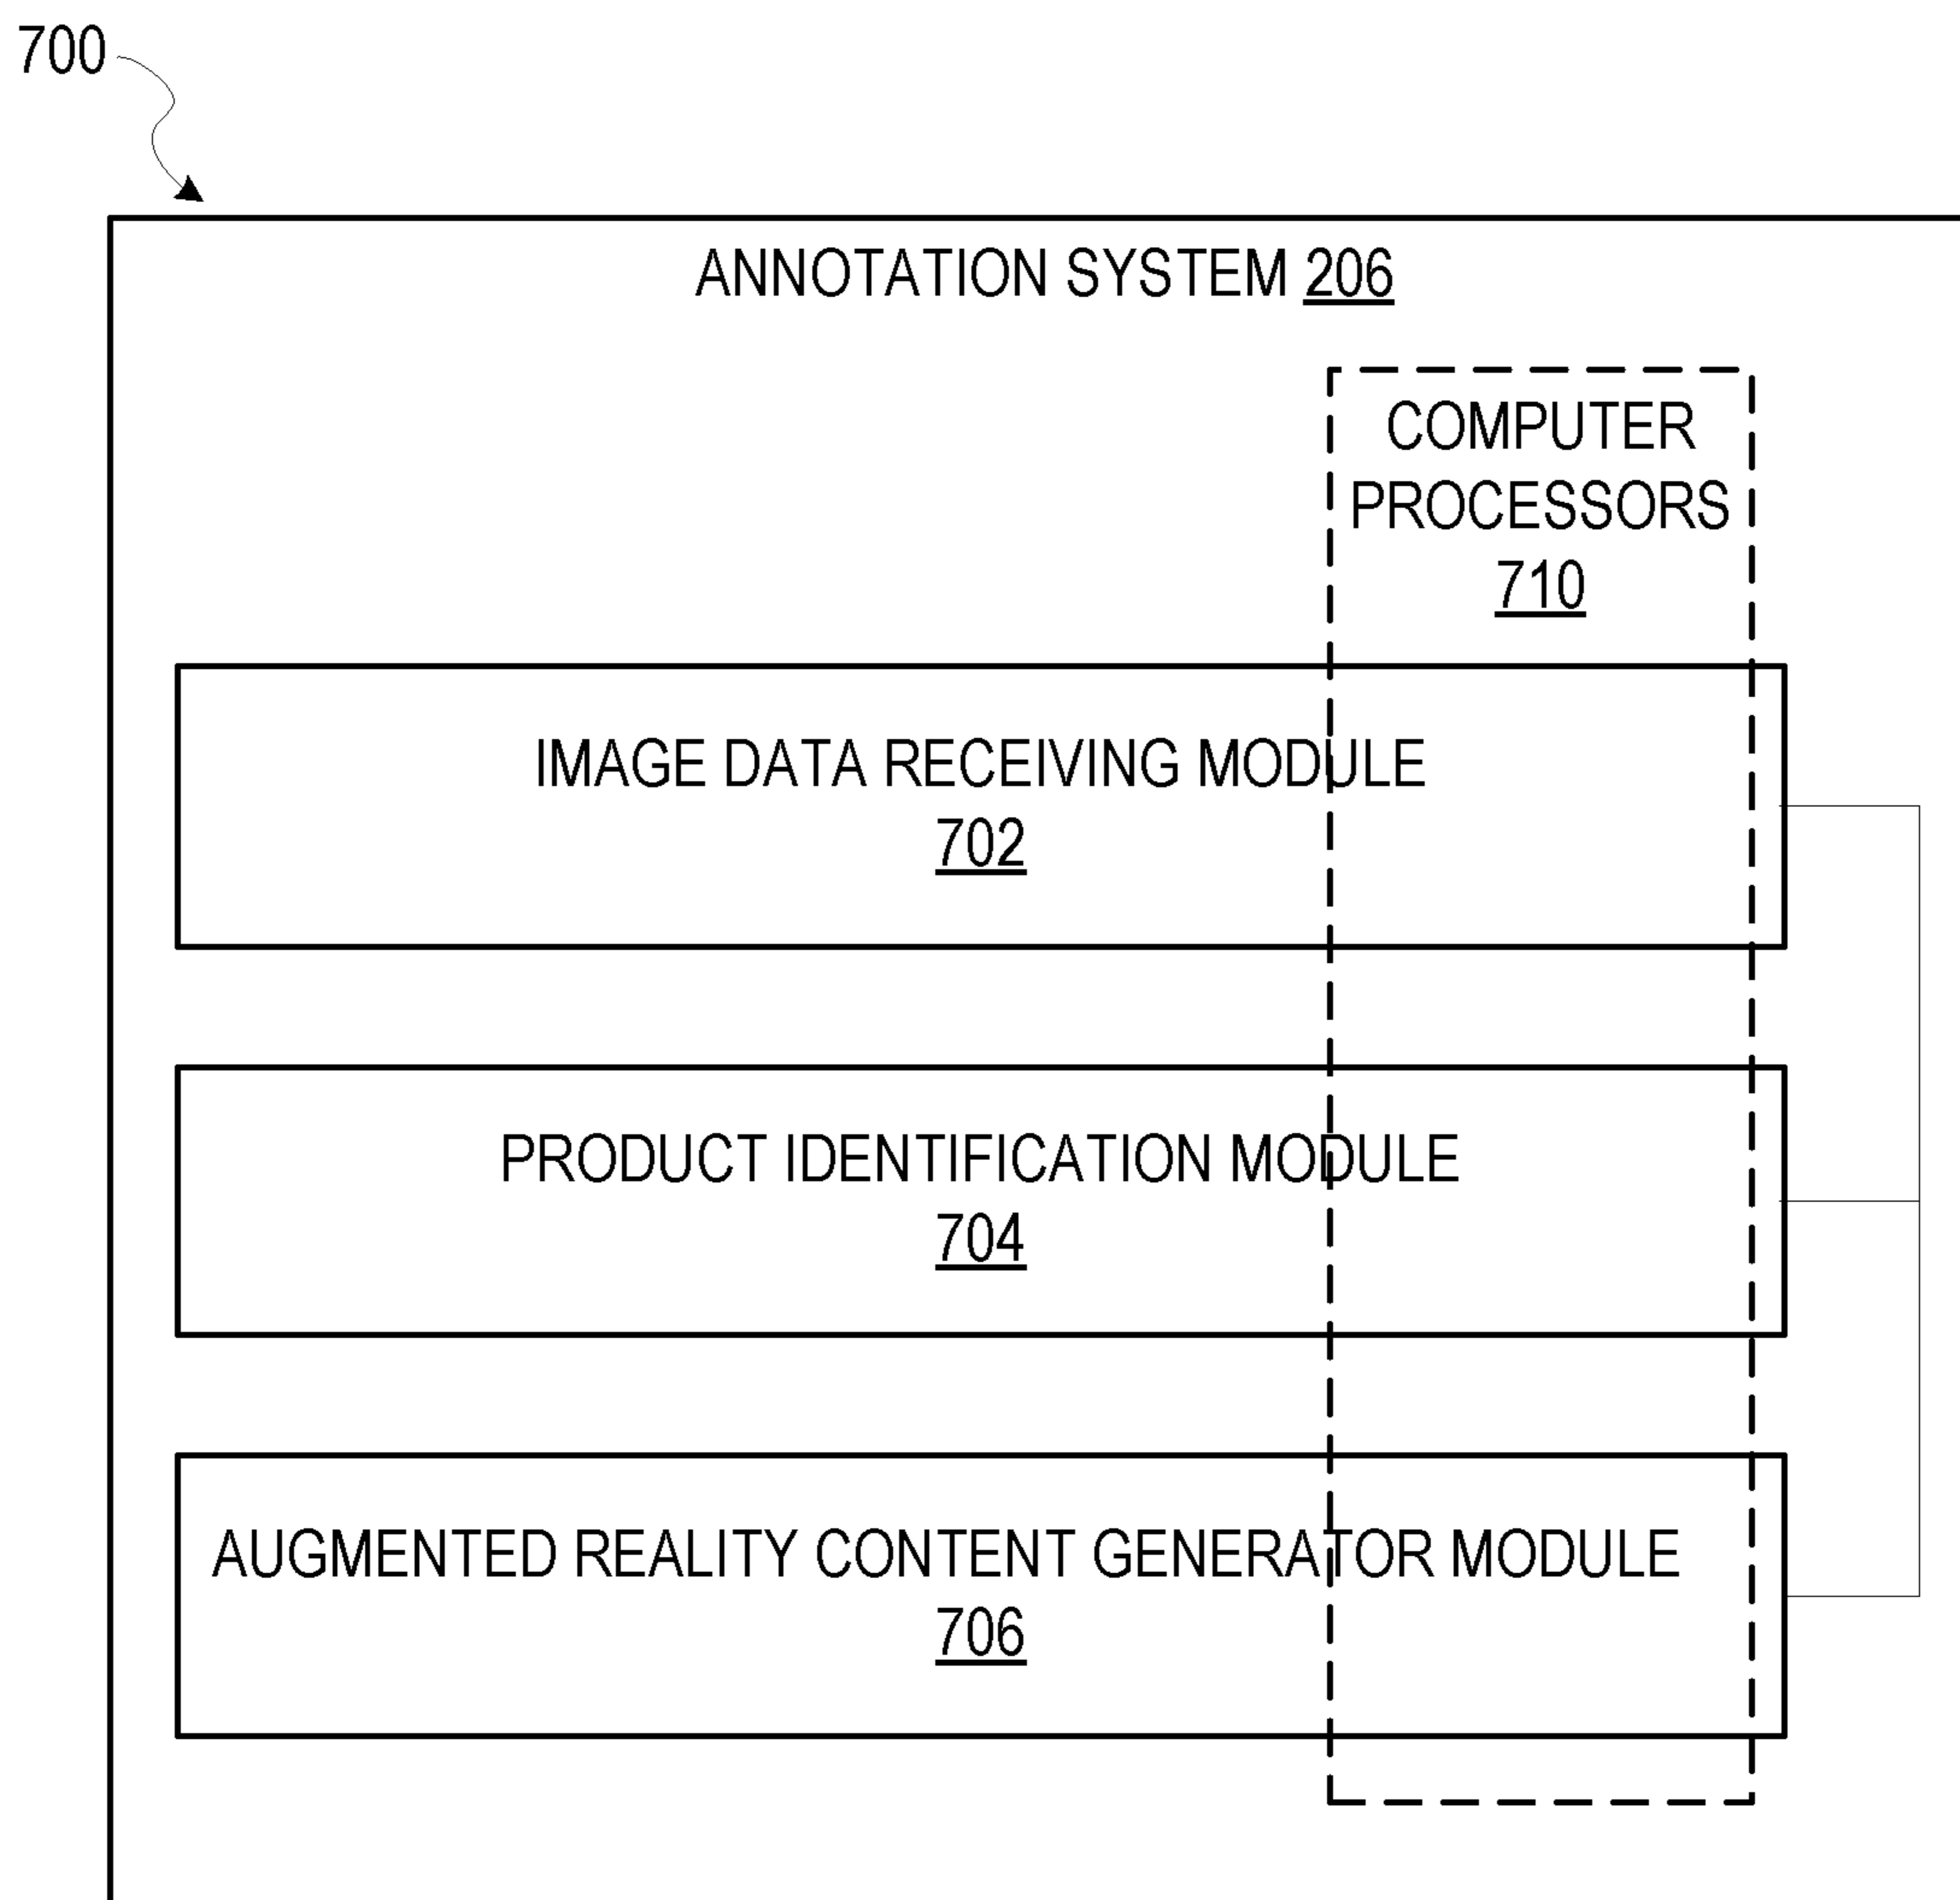 700
ANNOTATION SYSTEM 206
COMPUTER
PROCESSORS
710
IMAGE DATA RECEIVING MODULE
702
PRODUCT IDENTIFICATION MODULE
704
AUGMENTED REALITY CONTENT GENERATOR MODULE
706